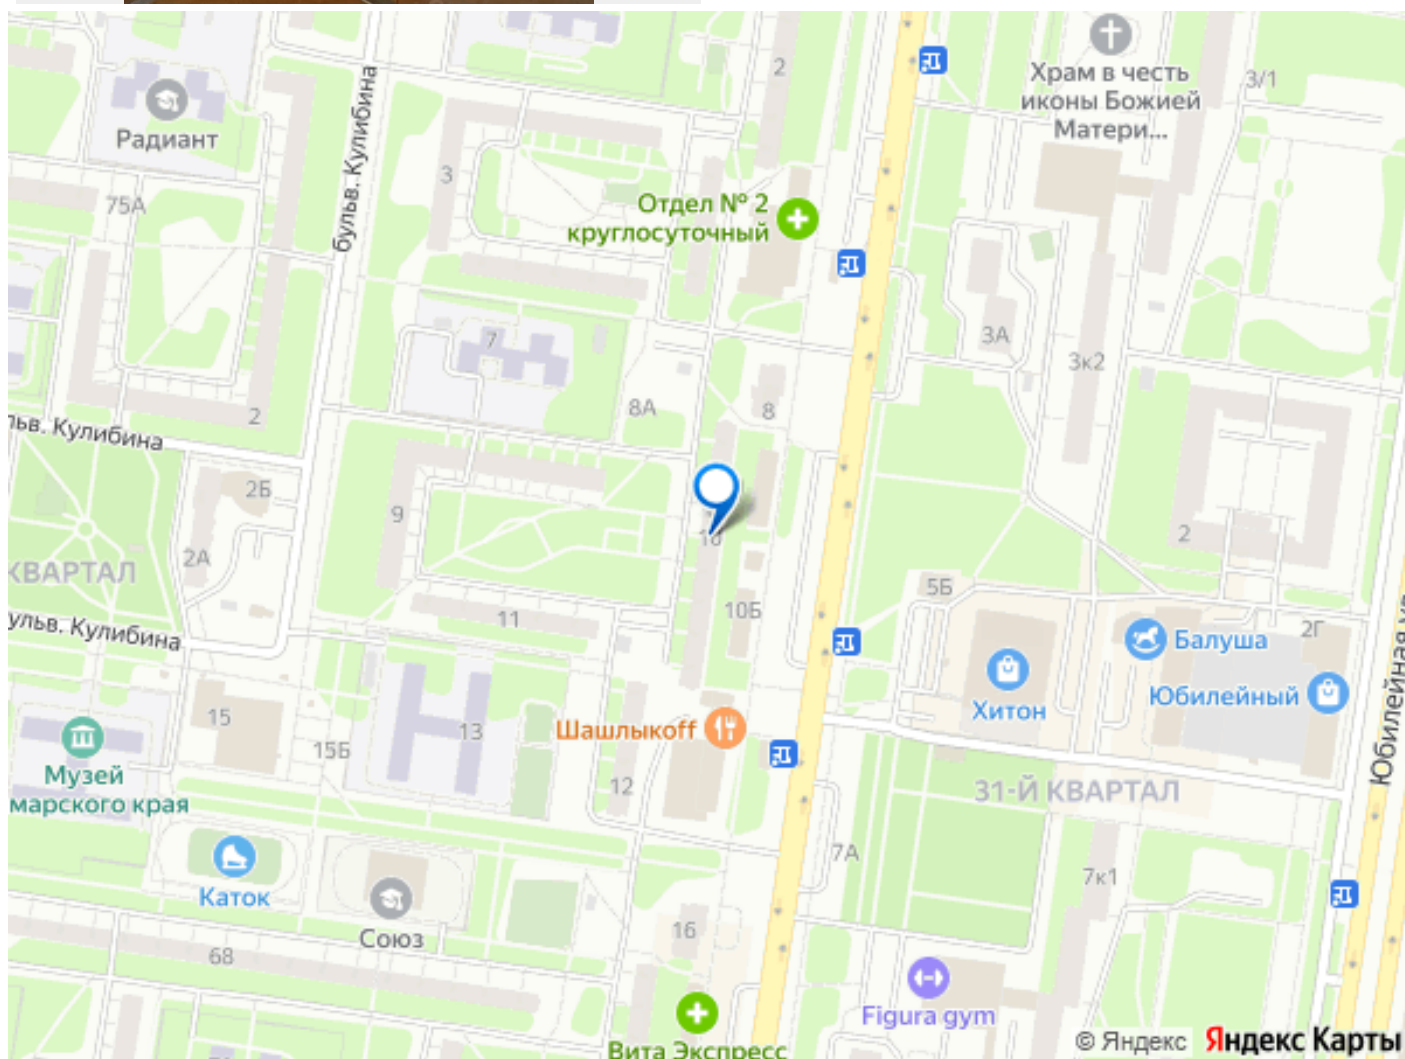 2
Храм в честь
иконы Божией
Матери...
3/1
Радиант
бульв. Кулибина
3
75А
Отдел № 2
круглосуточный
7
3А
3к2
8А
8
2
льв. Кулибина
2Б
9
10
2
2А
КВАРТАЛ
5Б
10Б
11
ульв. Кулибина
Балуша
2Г
Юбилейный
Хитон
Юбилейная ул
15
15Б
13
Шашлыкоff
Музей
марского края
12
31-Й КВАРТАЛ
7А
7к1
Каток
Союз
16
68
Figura gym
Вита Экспресс
© Яндекс Яндекс Карты